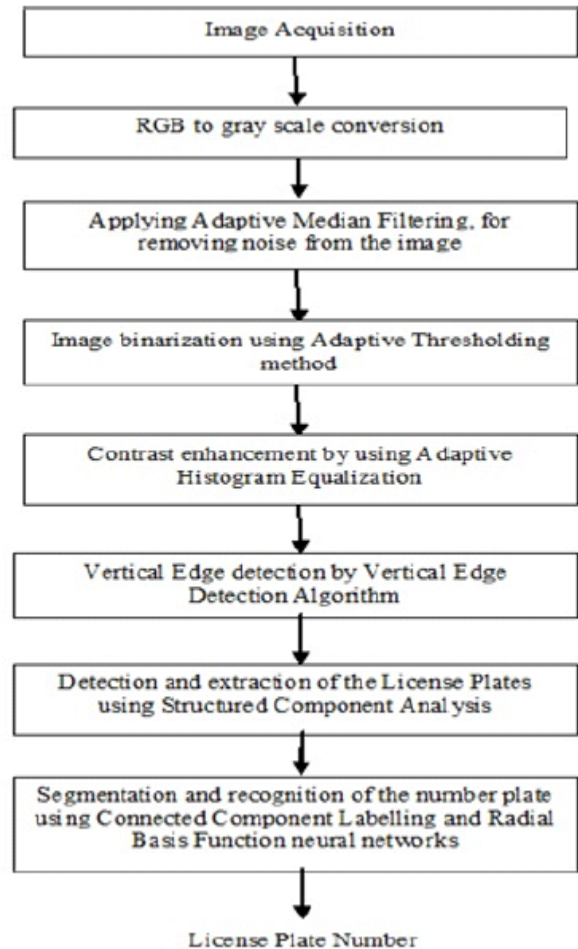 Image Acquisition
RGB to gray scale conversion
Applying Adaptive Median Filtering, for
removing noise from the image
Image binarization using Adaptive Thresholding
method
Contrast enhancement by using Adaptive
Histogram Equalization
Vertical Edge detection by Vertical Edge
Detection Algorithm
Detection and extraction of the License Plates
using Structured Component Analysis
Segmentation and recognition of the number plate
using Connected Component Labelling and Radial
Basis Function neural networks
License Plate Number